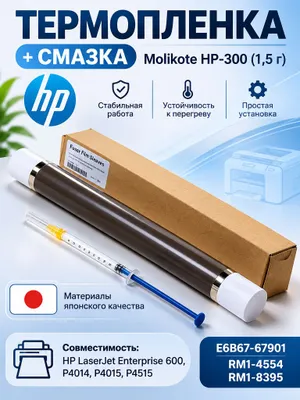 ТЕРМОПЛЕНКА
+ СМАЗКА
Molikote HP-300 (1,5 г)
hp
Стабильная
работа
Устойчивость
к перегреву
Простая
установка
Fuser Film Sleeves
Материалы
японского качества
Совместимость:
HP LaserJet Enterprise 600,
P4014, P4015, P4515
E6B67-67901
RM1-4554
RM1-8395